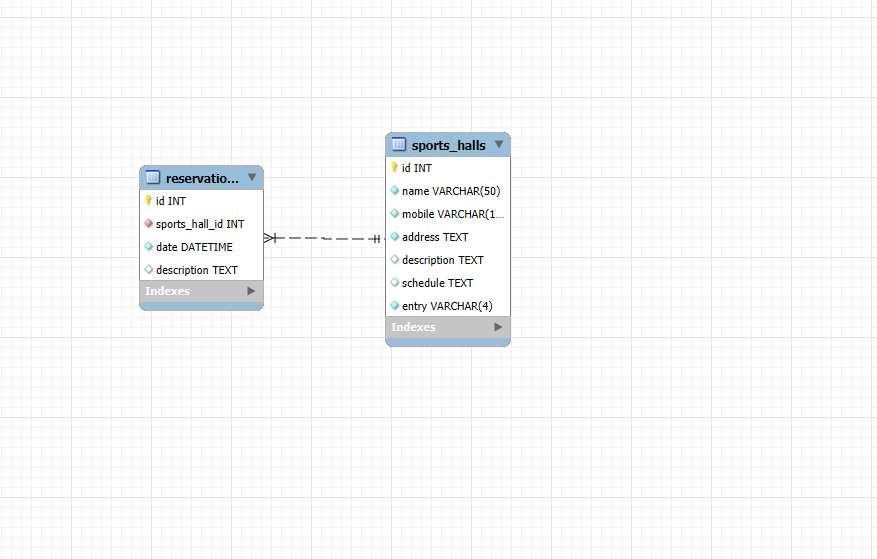 reservatio...
id INT
sports_hall_id INT
date DATETIME
description TEXT
Indexes
sports_halls
id INT
name VARCHAR(50)
mobile VARCHAR(1...
address TEXT
description TEXT
schedule TEXT
entry VARCHAR(4)
Indexes